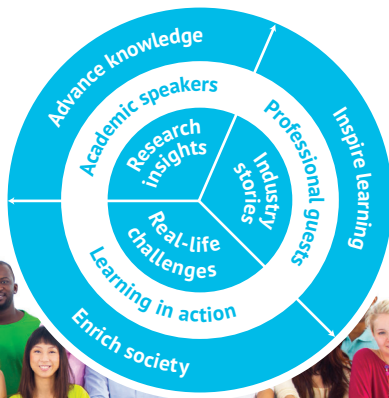 Advance knowledge
Inspire learning
Enrich society
Academic speakers
Professional guests
Learning in action
Research
insights
Industry
stories
Real-life
challenges